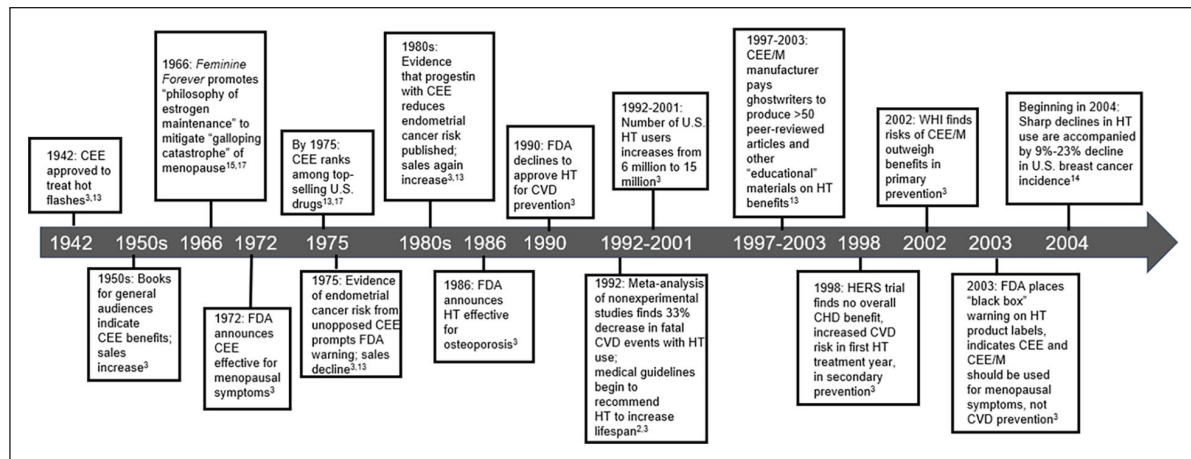 1942: CEE
approved to
treat hot
flashes3,13
1966: Feminine
Forever promotes
“philosophy of
estrogen
maintenance” to
mitigate “galloping
catastrophe” of
menopause15,17
By 1975:
CEE ranks
among top-
selling U.S.
drugs13,17
1980s:
Evidence
that progestin
with CEE
reduces
endometrial
cancer risk
published;
sales again
increase3,13
1990: FDA
declines to
approve HT
for CVD
prevention3
1992-2001:
Number of U.S.
HT users
increases from
6 million to 15
million3
1997-2003:
CEE/M
manufacturer
pays
ghostwriters to
produce >50
peer-reviewed
articles and
other
“educational”
materials on HT
benefits13
2002: WHI finds
risks of CEE/M
outweigh
benefits in
primary
prevention3
Beginning in 2004:
Sharp declines in HT
use are accompanied
by 9%-23% decline
in U.S. breast cancer
incidence14
1942 1950s 1966 1972 1975 1980s 1986 1990 1992-2001 1997-2003 1998 2002 2003 2004
1950s: Books
for general
audiences
indicate
CEE benefits;
sales
increase3
1972: FDA
announces
CEE
effective for
menopausal
symptoms3
1975: Evidence
of endometrial
cancer risk from
unopposed CEE
prompts FDA
warning; sales
decline3,13
1986: FDA
announces
HT effective
for
osteoporosis3
1992: Meta-analysis
of nonexperimental
studies finds 33%
decrease in fatal
CVD events with HT
use;
medical guidelines
begin to
recommend
HT to increase
lifespan2,3
1998: HERS trial
finds no overall
CHD benefit,
increased CVD
risk in first HT
treatment year,
in secondary
prevention3
2003: FDA places
“black box”
warning on HT
product labels,
indicates CEE and
CEE/M
should be used
for menopausal
symptoms, not
CVD prevention3